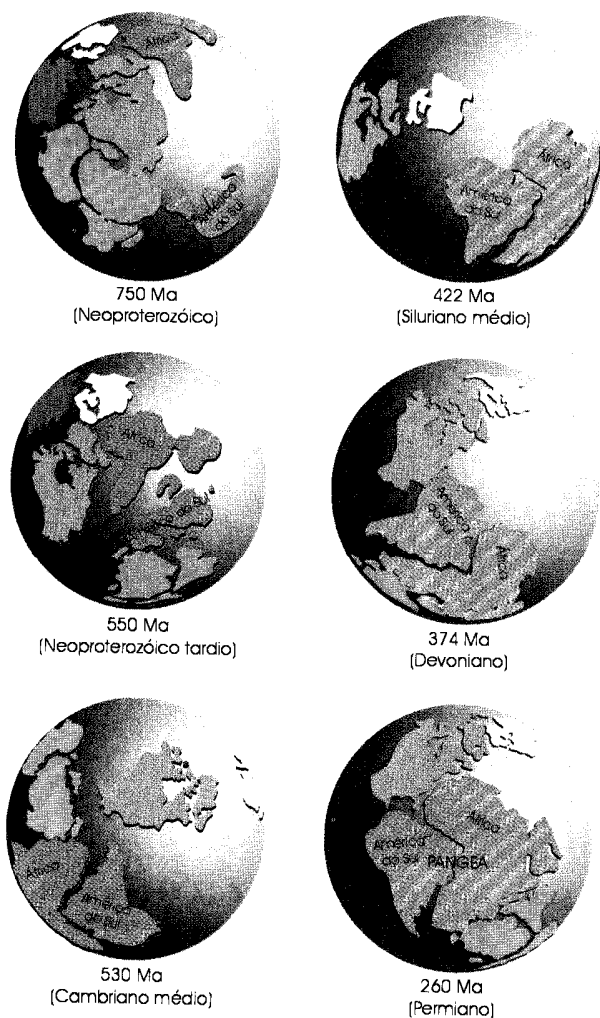 África
América
do Sul
750 Ma
(Neoproterozóico)
África
América
do Sul
422 Ma
(Siluriano médio)
África
do Sul
550 Ma
(Neoproterozóico tardio)
América
do Sul
África
374 Ma
(Devoniano)
África
América
do Sul
530 Ma
(Cambriano médio)
África
América
do Sul
PANGEA
260 Ma
(Permiano)